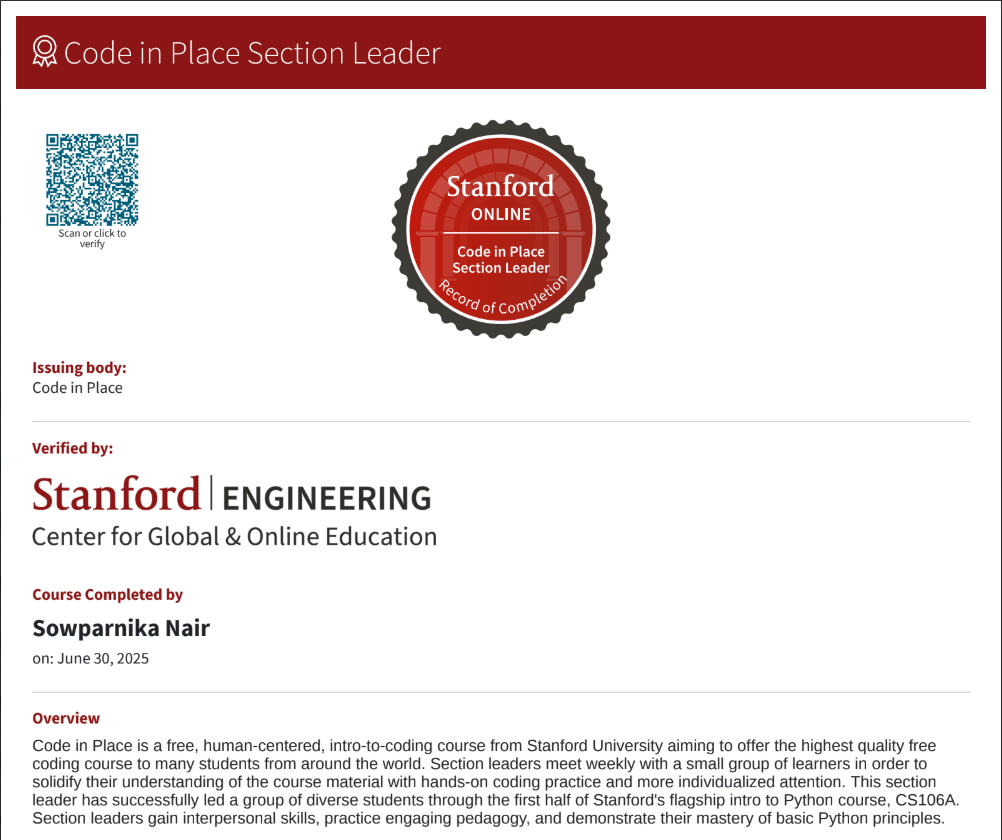 Code in Place Section Leader
Scan or click to
verify
Stanford
ONLINE
Code in Place
Section Leader
Record of Completion
Issuing body:
Code in Place
Verified by:
Stanford | ENGINEERING
Center for Global & Online Education
Course Completed by
Sowparnika Nair
on: June 30, 2025
Overview
Code in Place is a free, human-centered, intro-to-coding course from Stanford University aiming to offer the highest quality free
coding course to many students from around the world. Section leaders meet weekly with a small group of learners in order to
solidify their understanding of the course material with hands-on coding practice and more individualized attention. This section
leader has successfully led a group of diverse students through the first half of Stanford's flagship intro to Python course, CS106A.
Section leaders gain interpersonal skills, practice engaging pedagogy, and demonstrate their mastery of basic Python principles.